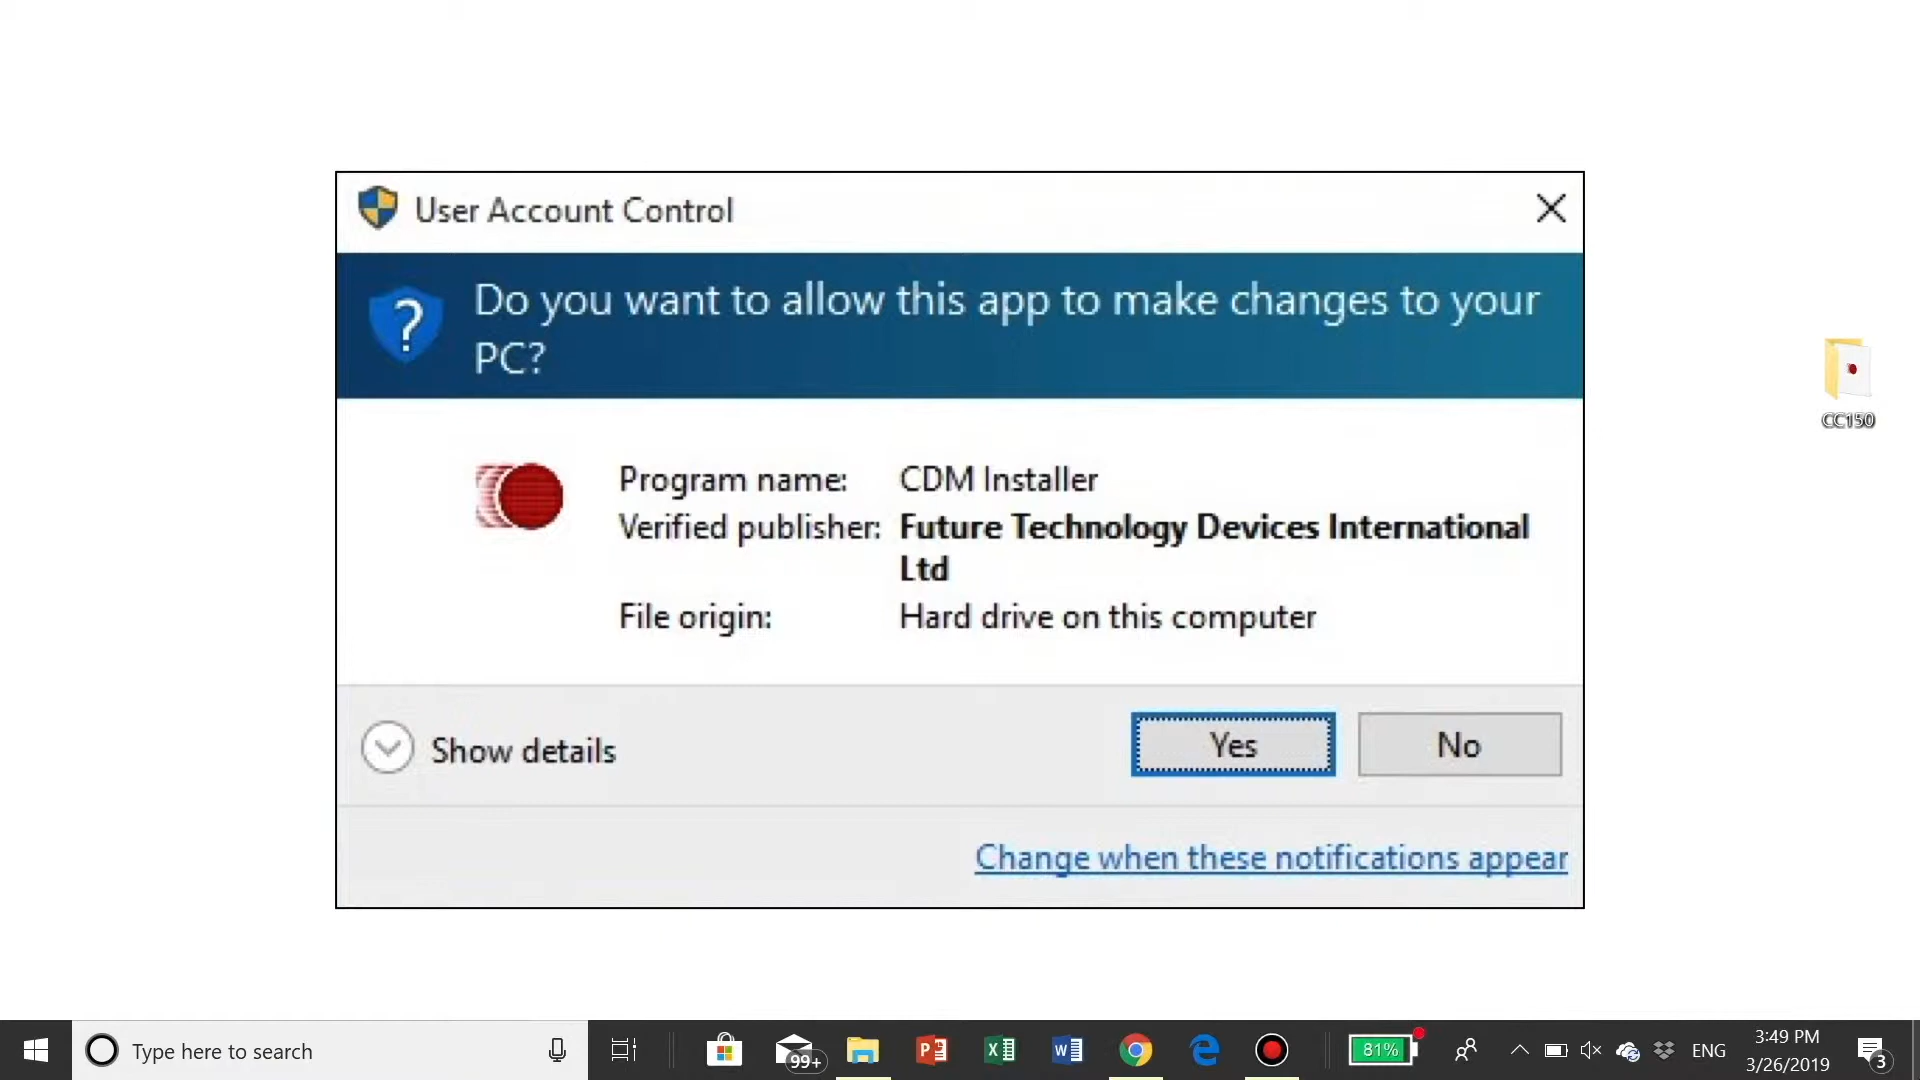 User Account Control
Do you want to allow this app to make changes to your
PC?
Program name: CDM Installer
Verified publisher: Future Technology Devices International
Ltd
File origin: Hard drive on this computer
Show details
Yes
No
Change when these notifications appear
CC150
Type here to search
99+
81%
ENG
3:49 PM
3/26/2019
3